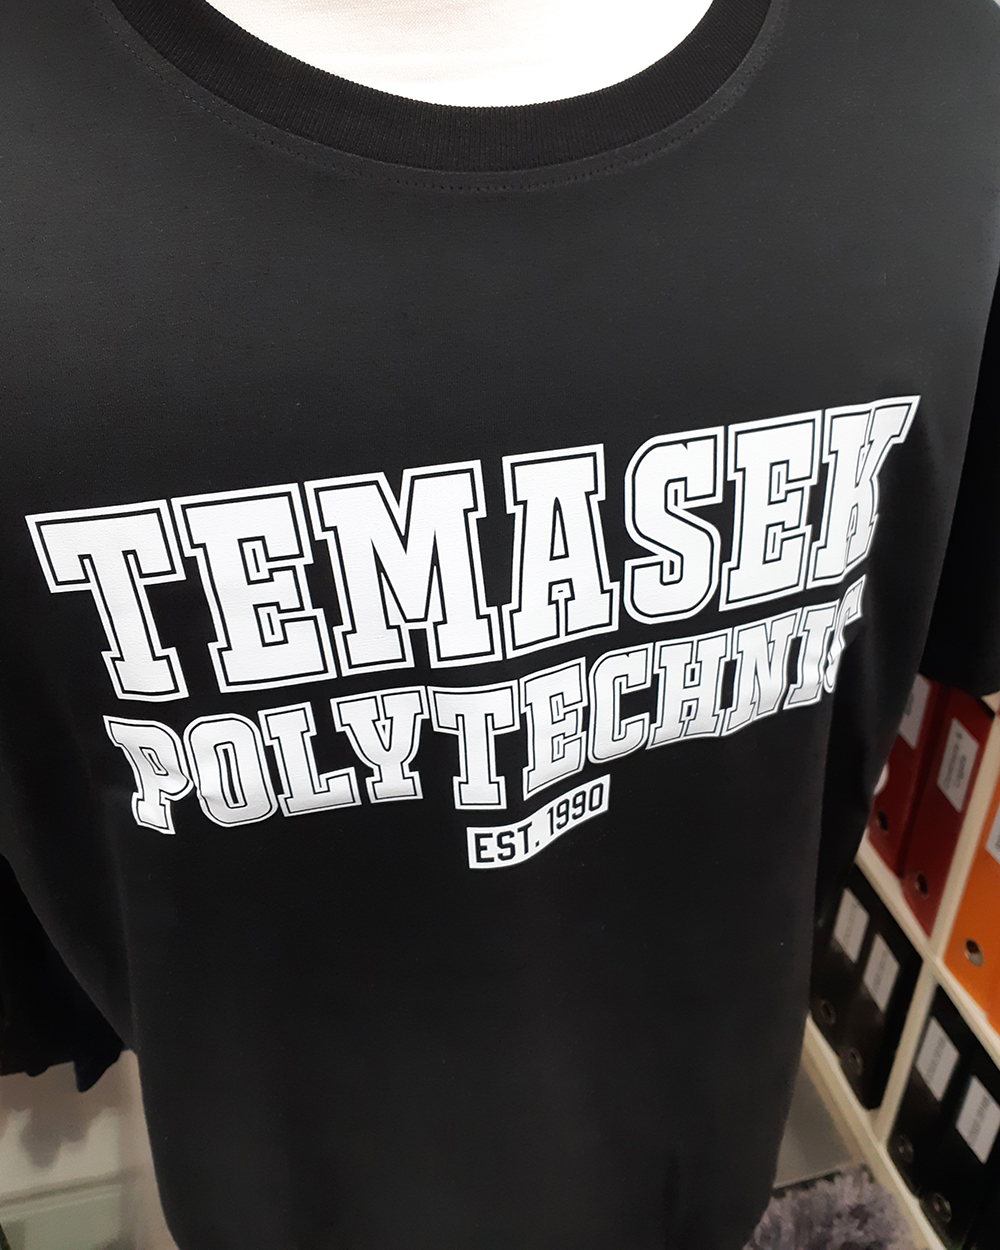 TEMASEK
POLYTECHNIC
EST. 1990